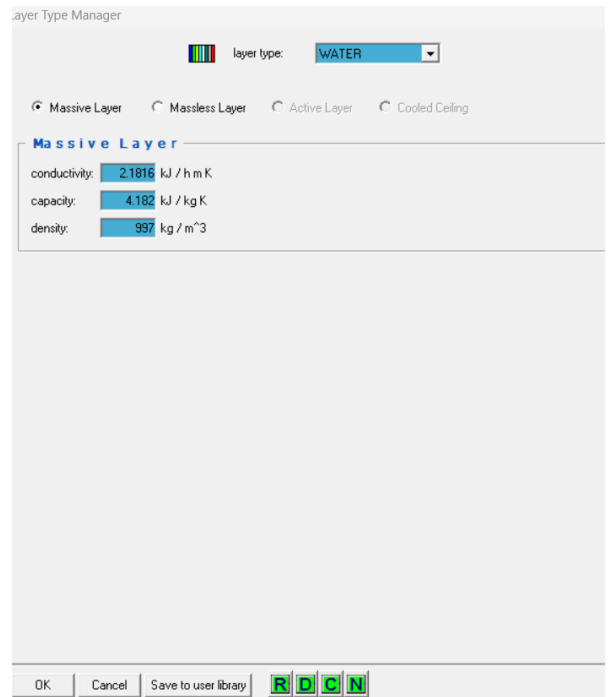 Layer Type Manager
layer type: WATER
Massive Layer Massless Layer Active Layer Cooled Ceiling
Massive Layer
conductivity: 2.1816 kJ / h m K
capacity: 4.182 kJ / kg K
density: 997 kg / m^3
OK Cancel Save to user library R D C N